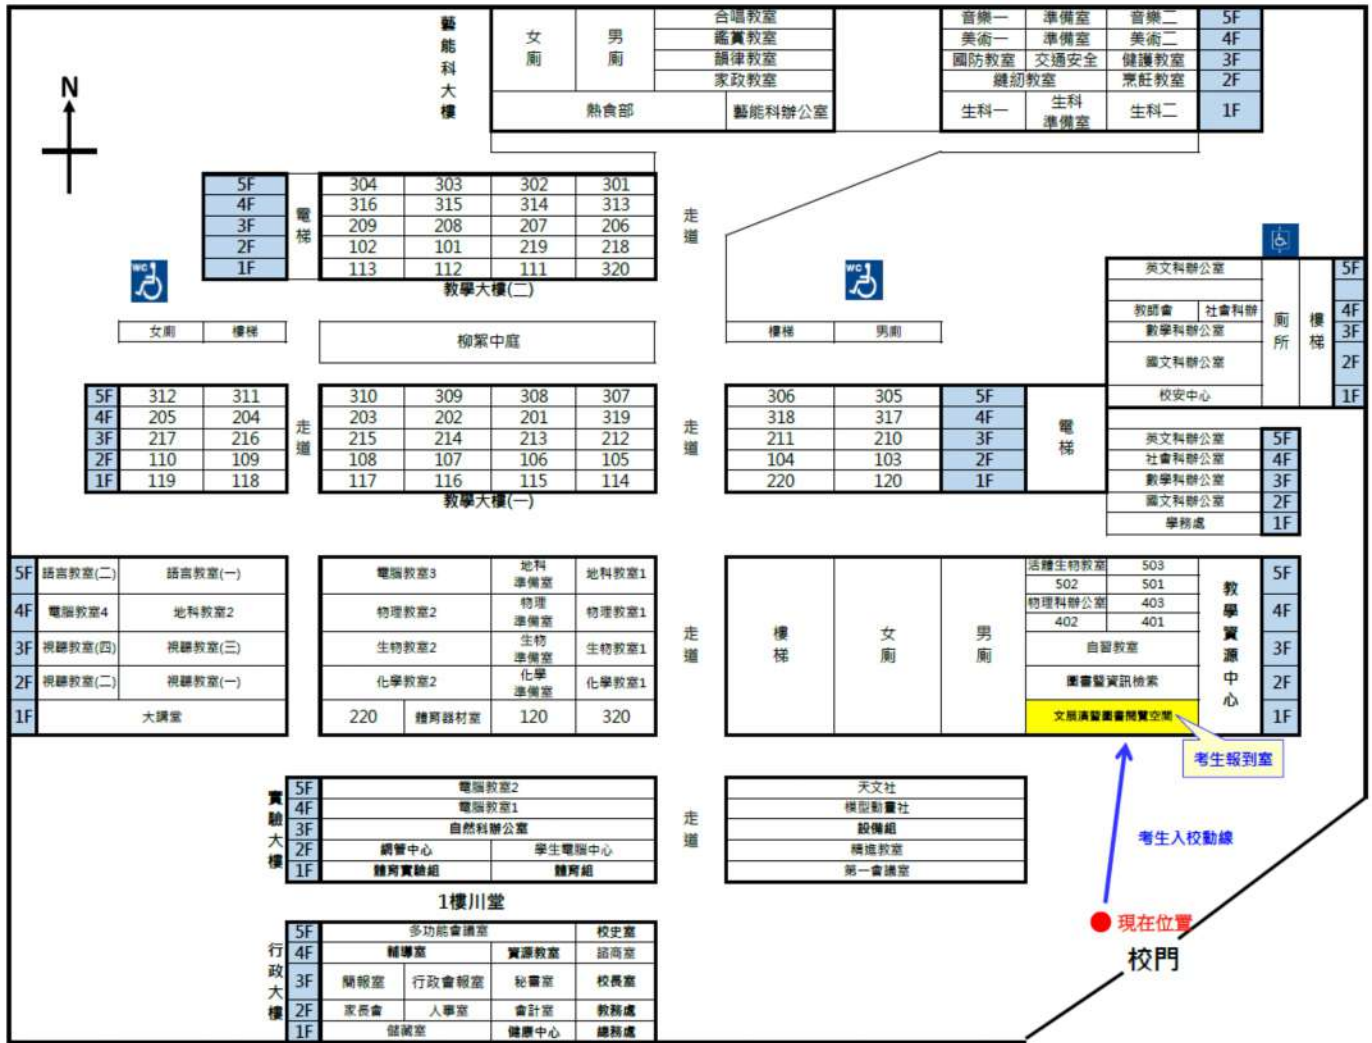 藝能科大樓
女廁 男廁 合唱教室
鑑賞教室
韻律教室
家政教室
熱食部 藝能科辦公室
音樂一 準備室 音樂二 5F
美術一 準備室 美術二 4F
國防教室 交通安全 健護教室 3F
縫紉教室 烹飪教室 2F
生科一 生科準備室 生科二 1F
N
5F 電梯 304 303 302 301
4F 316 315 314 313
3F 209 208 207 206
2F 102 101 219 218
1F 113 112 111 320
教學大樓(二)
走道
WC
WC
女廁 樓梯
柳絮中庭
樓梯 男廁
英文科辦公室 廁所 樓梯 5F
教師會 社會科辦 4F
數學科辦公室 3F
國文科辦公室 2F
校安中心 1F
5F 312 311 走道 310 309 308 307 走道 306 305 5F 電梯
4F 205 204 203 202 201 319 318 317 4F
3F 217 216 215 214 213 212 211 210 3F
2F 110 109 108 107 106 105 104 103 2F
1F 119 118 117 116 115 114 220 120 1F
教學大樓(一)
英文科辦公室 5F
社會科辦公室 4F
數學科辦公室 3F
國文科辦公室 2F
學務處 1F
5F 語言教室(二) 語言教室(一) 電腦教室3 地科準備室 地科教室1
4F 電腦教室4 地科教室2 物理教室2 物理準備室 物理教室1
3F 視聽教室(四) 視聽教室(三) 生物教室2 生物準備室 生物教室1
2F 視聽教室(二) 視聽教室(一) 化學教室2 化學準備室 化學教室1
1F 大講堂 220 體育器材室 120 320
走道
樓梯 女廁 男廁
活體生物教室 503 5F
502 501
物理科辦公室 403 4F
402 401
自習教室 3F
圖書暨資訊檢索 2F
文展演暨圖書閱覽空間 1F
教學資源中心
考生報到室
實驗大樓
5F 電腦教室2
4F 電腦教室1
3F 自然科辦公室
2F 網管中心 學生電腦中心
1F 體育實驗組 體育組
走道
天文社
模型動畫社
設備組
精進教室
第一會議室
考生入校動線
1樓川堂
行政大樓
5F 多功能會議室 校史室
4F 輔導室 資源教室 諮商室
3F 簡報室 行政會報室 秘書室 校長室
2F 家長會 人事室 會計室 教務處
1F 儲藏室 健康中心 總務處
現在位置
校門